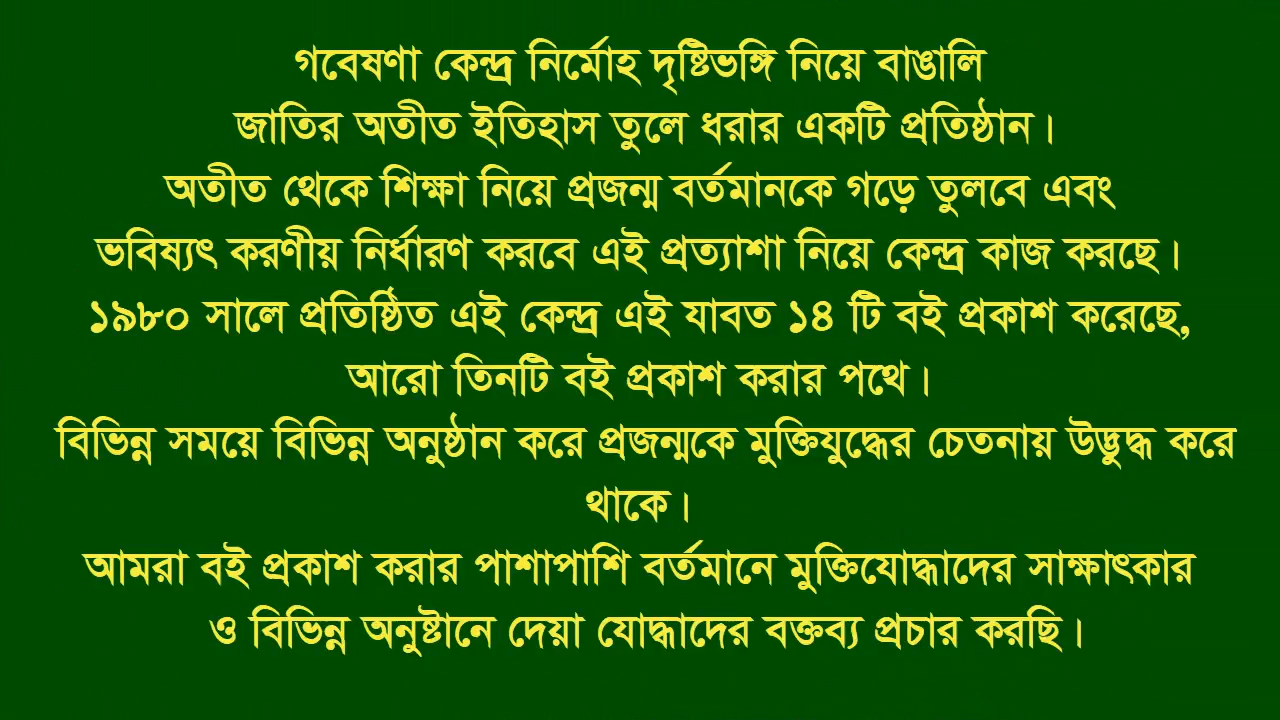 গবেষণা কেন্দ্র নির্মোহ দৃষ্টিভঙ্গি নিয়ে বাঙালি
জাতির অতীত ইতিহাস তুলে ধরার একটি প্রতিষ্ঠান।
অতীত থেকে শিক্ষা নিয়ে প্রজন্ম বর্তমানকে গড়ে তুলবে এবং
ভবিষ্যৎ করণীয় নির্ধারণ করবে এই প্রত্যাশা নিয়ে কেন্দ্র কাজ করছে।
১৯৮০ সালে প্রতিষ্ঠিত এই কেন্দ্র এই যাবত ১৪ টি বই প্রকাশ করেছে,
আরো তিনটি বই প্রকাশ করার পথে।
বিভিন্ন সময়ে বিভিন্ন অনুষ্ঠান করে প্রজন্মকে মুক্তিযুদ্ধের চেতনায় উদ্ভুদ্ধ করে
থাকে।
আমরা বই প্রকাশ করার পাশাপাশি বর্তমানে মুক্তিযোদ্ধাদের সাক্ষাৎকার
ও বিভিন্ন অনুষ্টানে দেয়া যোদ্ধাদের বক্তব্য প্রচার করছি।